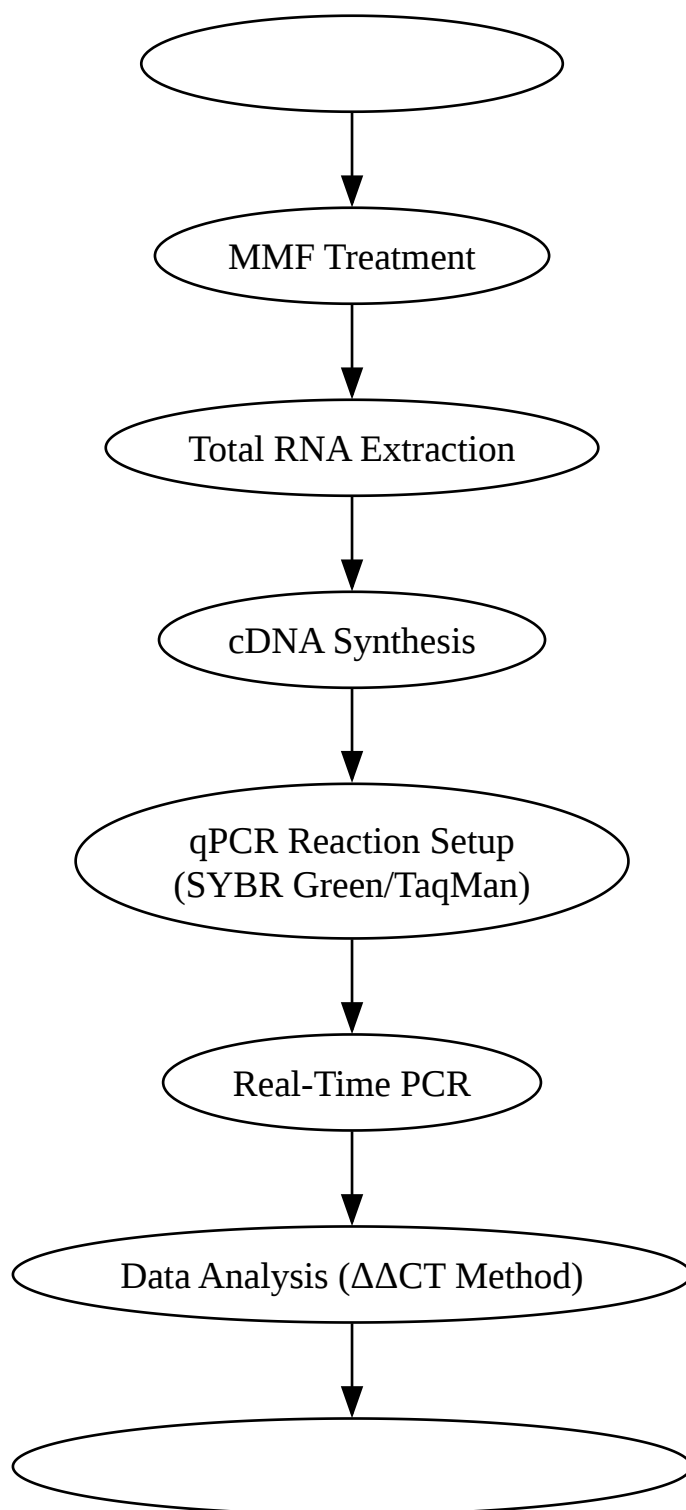 MMF Treatment
Total RNA Extraction
cDNA Synthesis
qPCR Reaction Setup
(SYBR Green/TaqMan)
Real-Time PCR
Data Analysis (ΔΔCT Method)